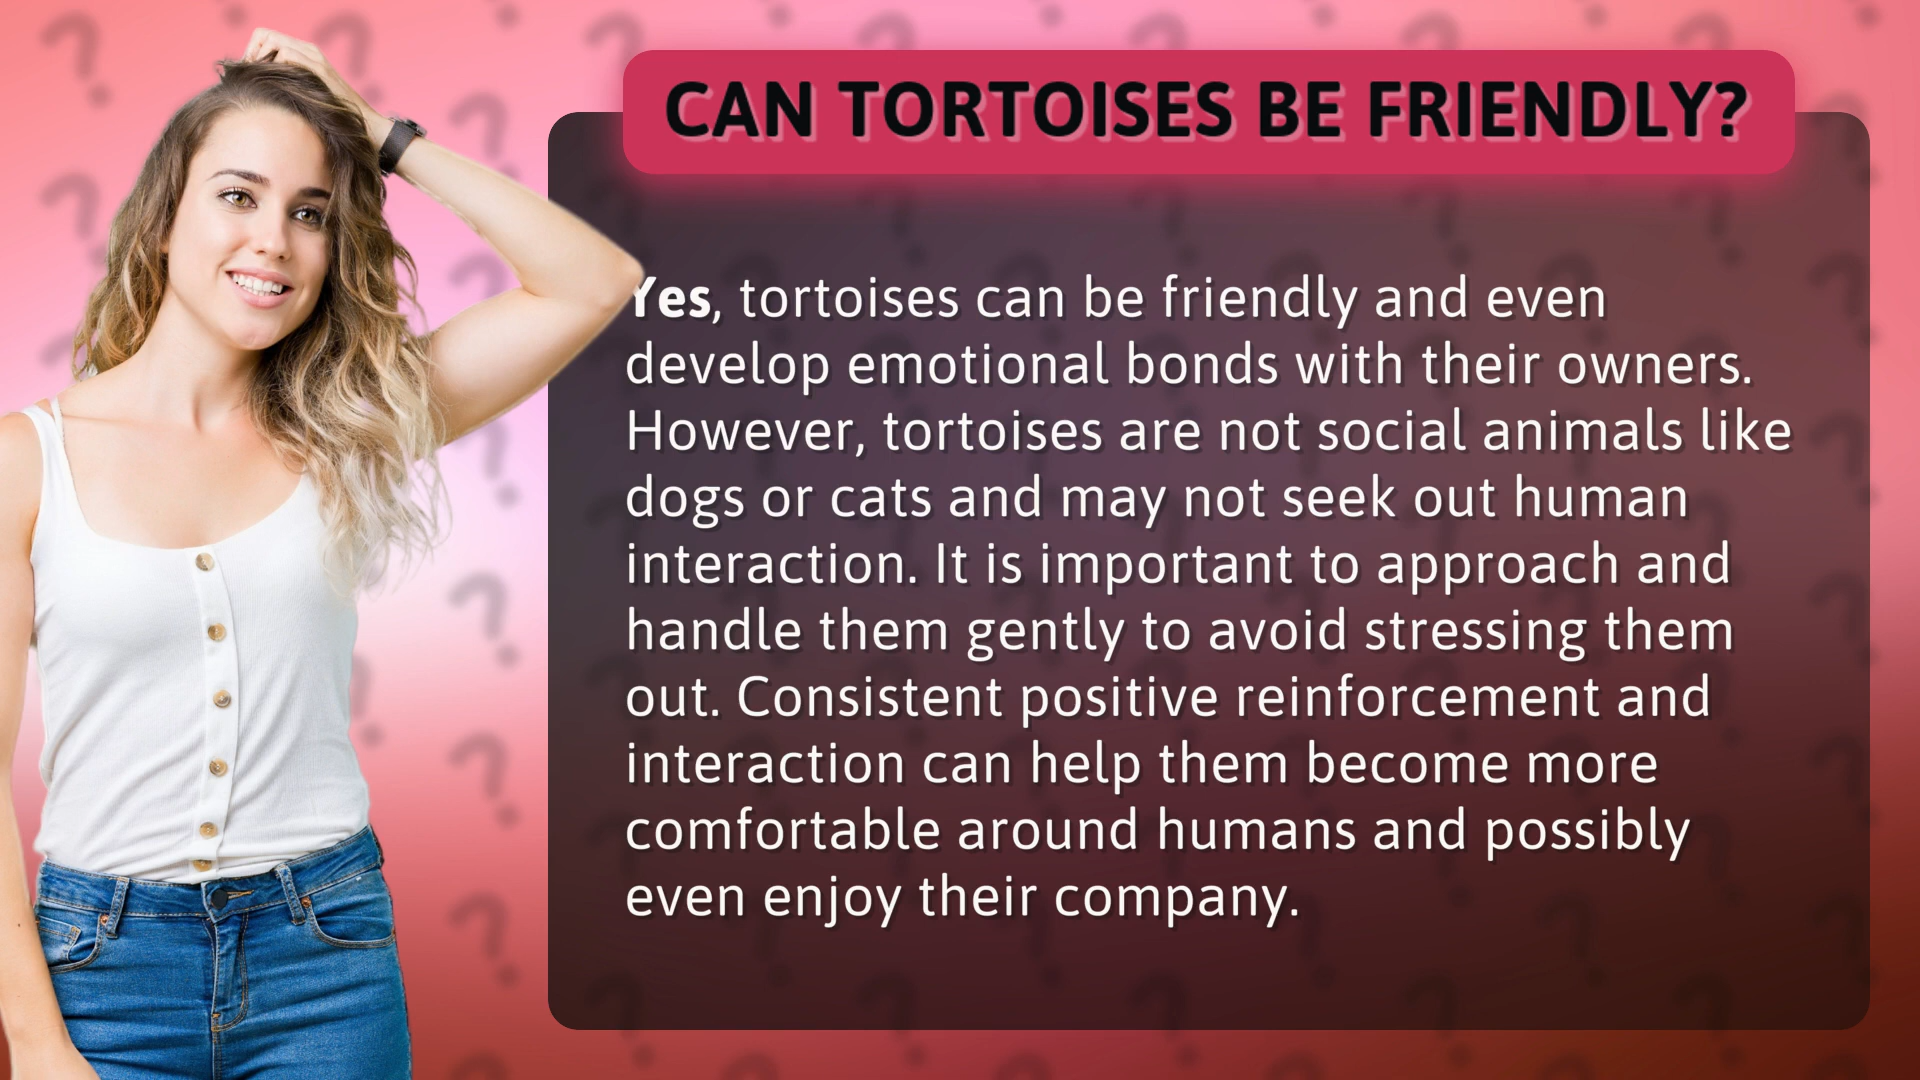 CAN TORTOISES BE FRIENDLY?
Yes, tortoises can be friendly and even
develop emotional bonds with their owners.
However, tortoises are not social animals like
dogs or cats and may not seek out human
interaction. It is important to approach and
handle them gently to avoid stressing them
out. Consistent positive reinforcement and
interaction can help them become more
comfortable around humans and possibly
even enjoy their company.